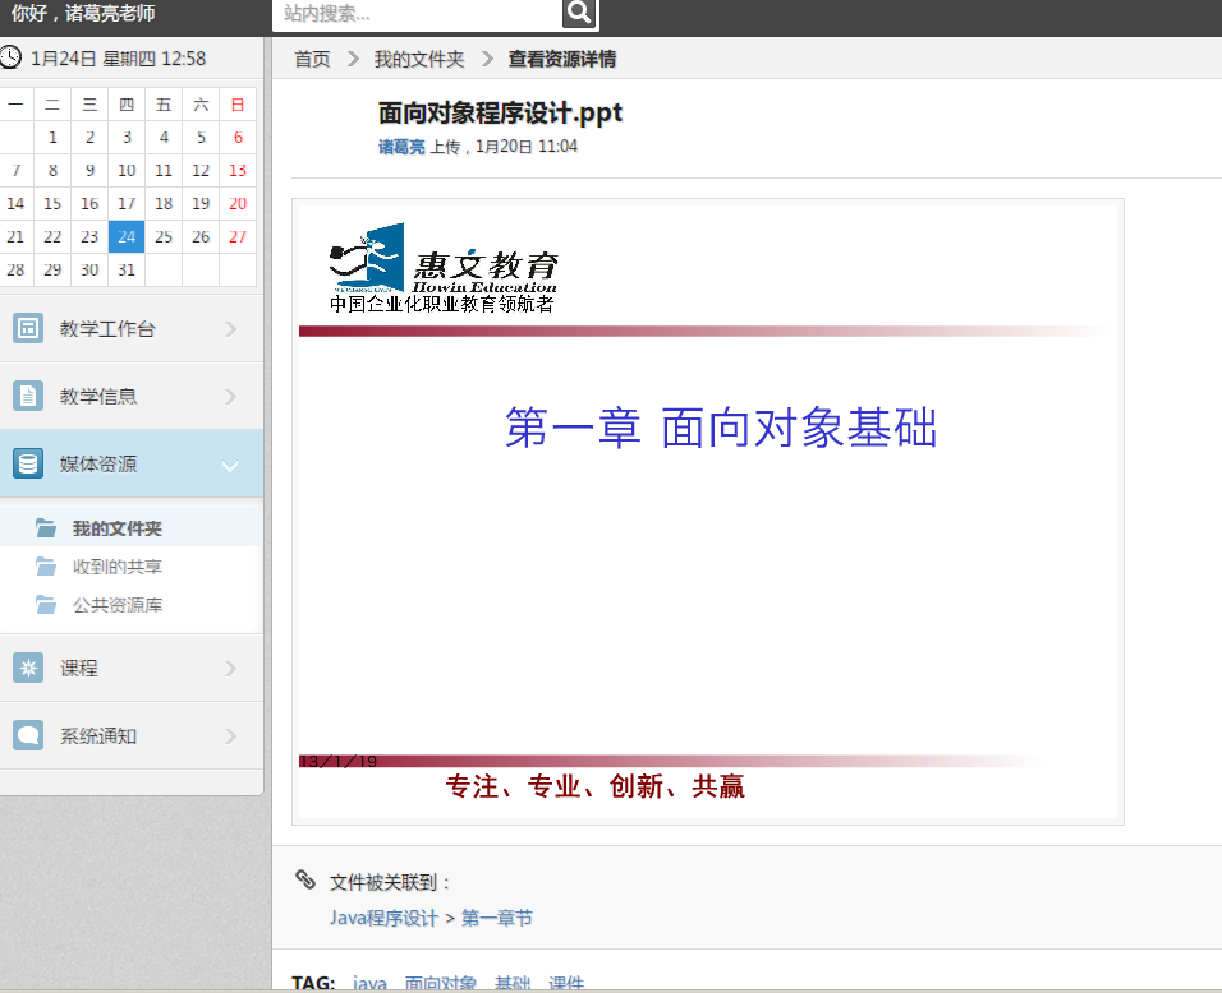 你好，诸葛亮老师
站内搜索...
1月24日 星期四 12:58
一 二 三 四 五 六 日
1 2 3 4 5 6
7 8 9 10 11 12 13
14 15 16 17 18 19 20
21 22 23 24 25 26 27
28 29 30 31
教学工作台
教学信息
媒体资源
我的文件夹
收到的共享
公共资源库
课程
系统通知
首页 > 我的文件夹 > 查看资源详情
面向对象程序设计.ppt
诸葛亮 上传，1月20日 11:04
惠文教育
Howin Education
中国企业化职业教育领航者
第一章 面向对象基础
13/1/19
专注、专业、创新、共赢
文件被关联到：
Java程序设计 > 第一章节
TAG: java 面向对象 基础 课件